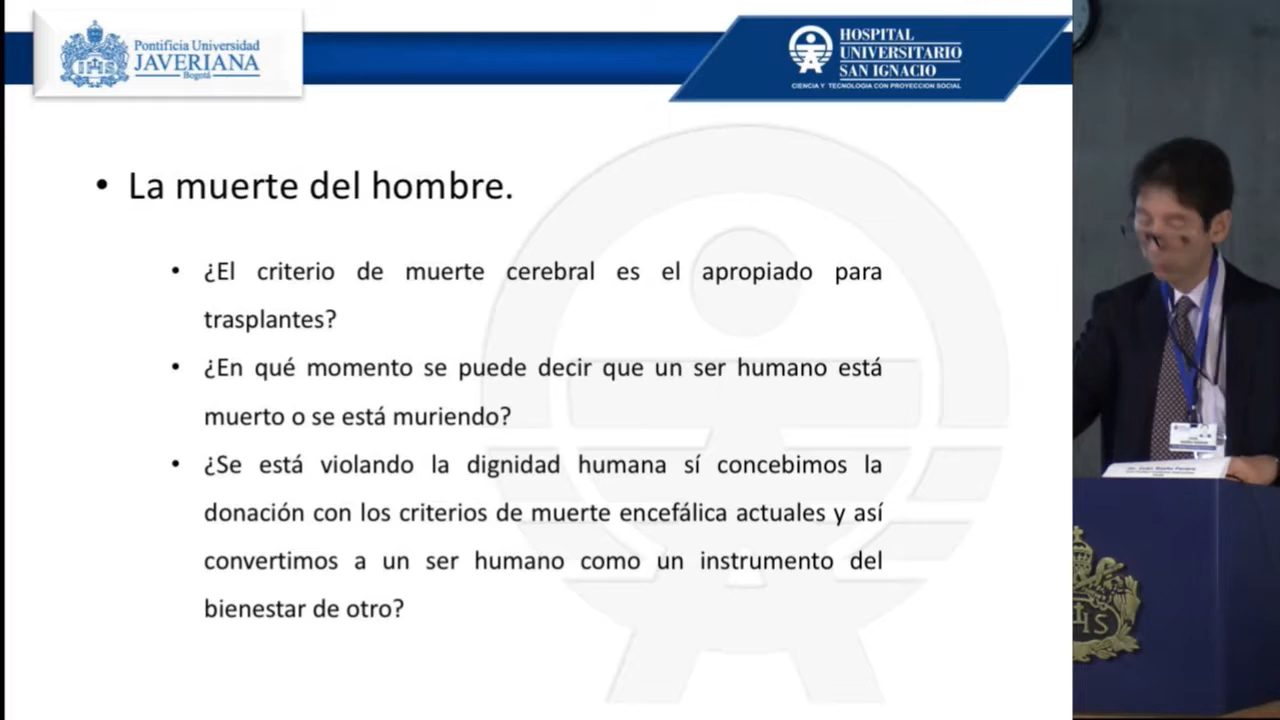 Pontificia Universidad
JAVERIANA
Bogotá
HOSPITAL
UNIVERSITARIO
SAN IGNACIO
CIENCIA Y TECNOLOGIA CON PROYECCION SOCIAL
• La muerte del hombre.
• ¿El criterio de muerte cerebral es el apropiado para
trasplantes?
• ¿En qué momento se puede decir que un ser humano está
muerto o se está muriendo?
• ¿Se está violando la dignidad humana sí concebimos la
donación con los criterios de muerte encefálica actuales y así
convertimos a un ser humano como un instrumento del
bienestar de otro?
IHS